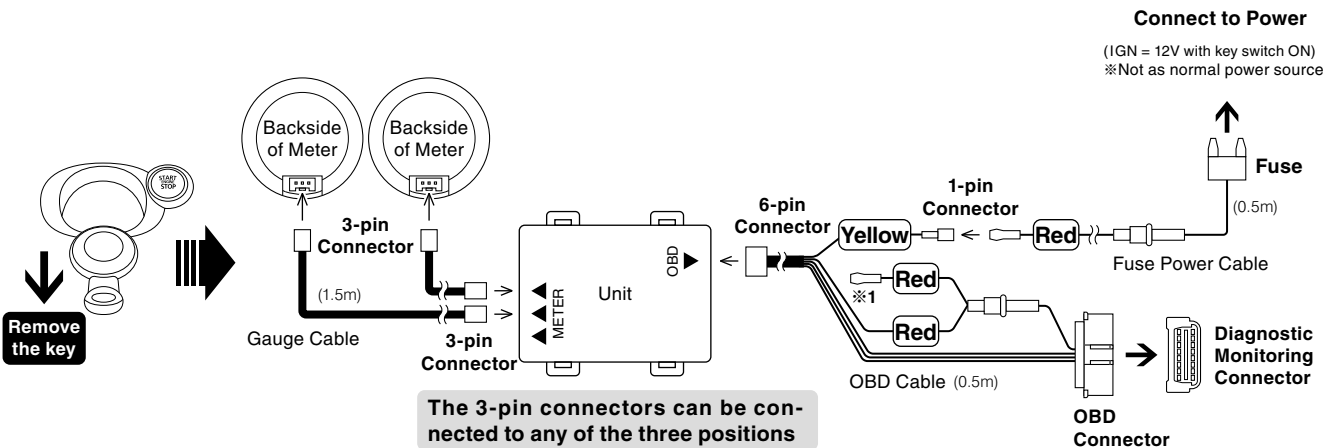 Connect to Power
(IGN = 12V with key switch ON)
※Not as normal power source
START
ENGINE
STOP
Remove
the key
Backside
of Meter
Backside
of Meter
3-pin
Connector
(1.5m)
Gauge Cable
3-pin
Connector
METER
Unit
OBD
The 3-pin connectors can be con-
nected to any of the three positions
6-pin
Connector
Yellow
1-pin
Connector
Red
Fuse
(0.5m)
Fuse Power Cable
※1
Red
Red
OBD Cable (0.5m)
OBD
Connector
Diagnostic
Monitoring
Connector